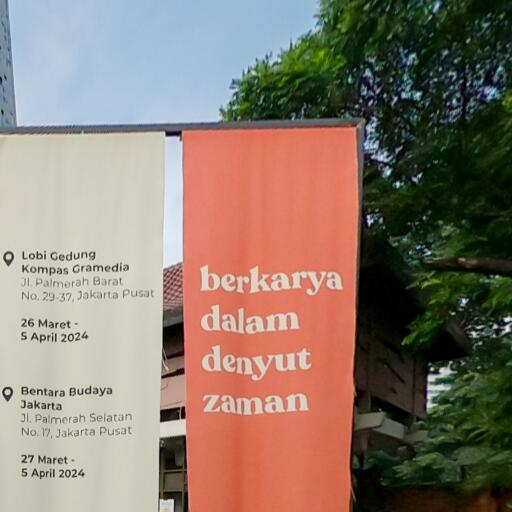 Lobi Gedung
Kompas Gramedia
Jl. Palmerah Barat
No. 29-37, Jakarta Pusat
26 Maret -
5 April 2024
Bentara Budaya
Jakarta
Jl. Palmerah Selatan
No. 17, Jakarta Pusat
27 Maret -
5 April 2024
berkarya
dalam
denyut
zaman